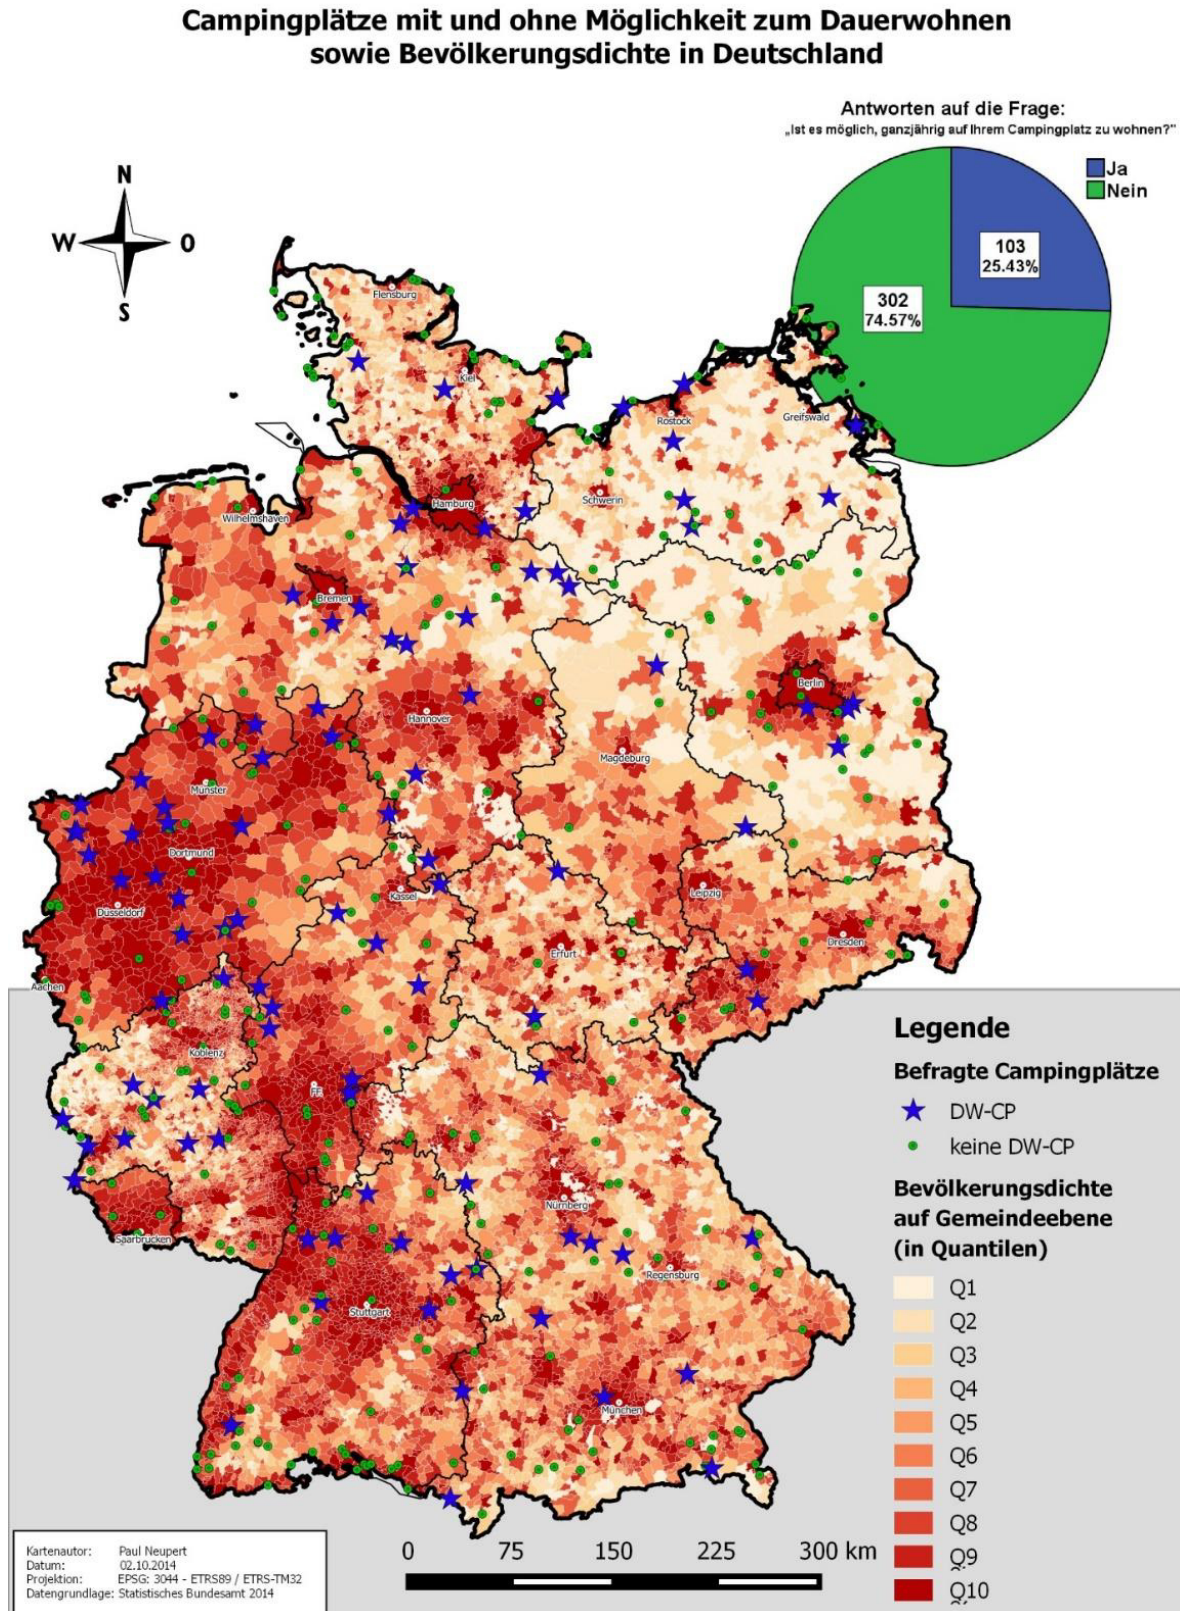 Campingplätze mit und ohne Möglichkeit zum Dauerwohnen
sowie Bevölkerungsdichte in Deutschland
Antworten auf die Frage:
„Ist es möglich, ganzjährig auf Ihrem Campingplatz zu wohnen?"
Ja
Nein
103
25.43%
302
74.57%
N
W O
S
Flensburg
Kiel
Rostock
Greifswald
Schwerin
Hamburg
Wilhelmshaven
Bremen
Berlin
Hannover
Magdeburg
Münster
Dortmund
Kassel
Leipzig
Düsseldorf
Dresden
Erfurt
Aachen
Koblenz
FF.
Nürnberg
Saarbrücken
Regensburg
Stuttgart
München
Legende
Befragte Campingplätze
DW-CP
keine DW-CP
Bevölkerungsdichte
auf Gemeindeebene
(in Quantilen)
Q1
Q2
Q3
Q4
Q5
Q6
Q7
Q8
Q9
Q10
Kartenautor: Paul Neupert
Datum: 02.10.2014
Projektion: EPSG: 3044 - ETRS89 / ETRS-TM32
Datengrundlage: Statistisches Bundesamt 2014
0 75 150 225 300 km